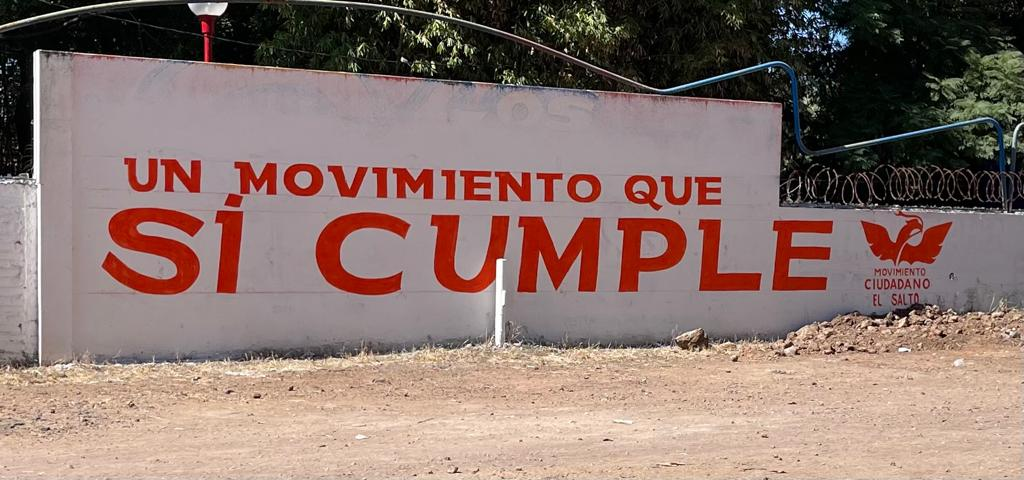 UN MOVIMIENTO QUE
SÍ CUMPLE
MOVIMIENTO
CIUDADANO
EL SALTO